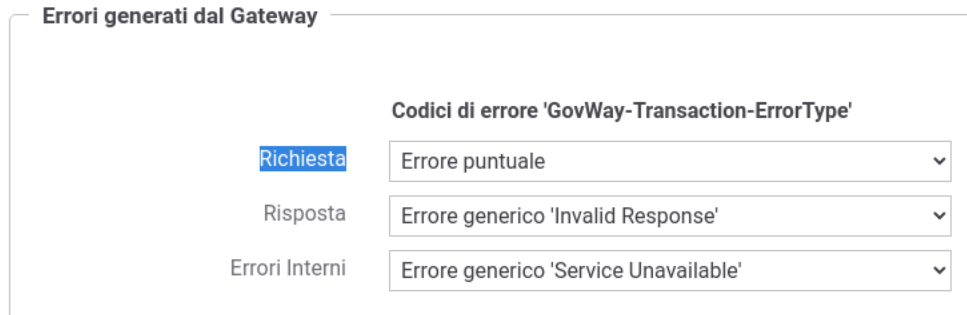 Errori generati dal Gateway
Codici di errore 'GovWay-Transaction-ErrorType'
Richiesta Errore puntuale
Risposta Errore generico 'Invalid Response'
Errori Interni Errore generico 'Service Unavailable'